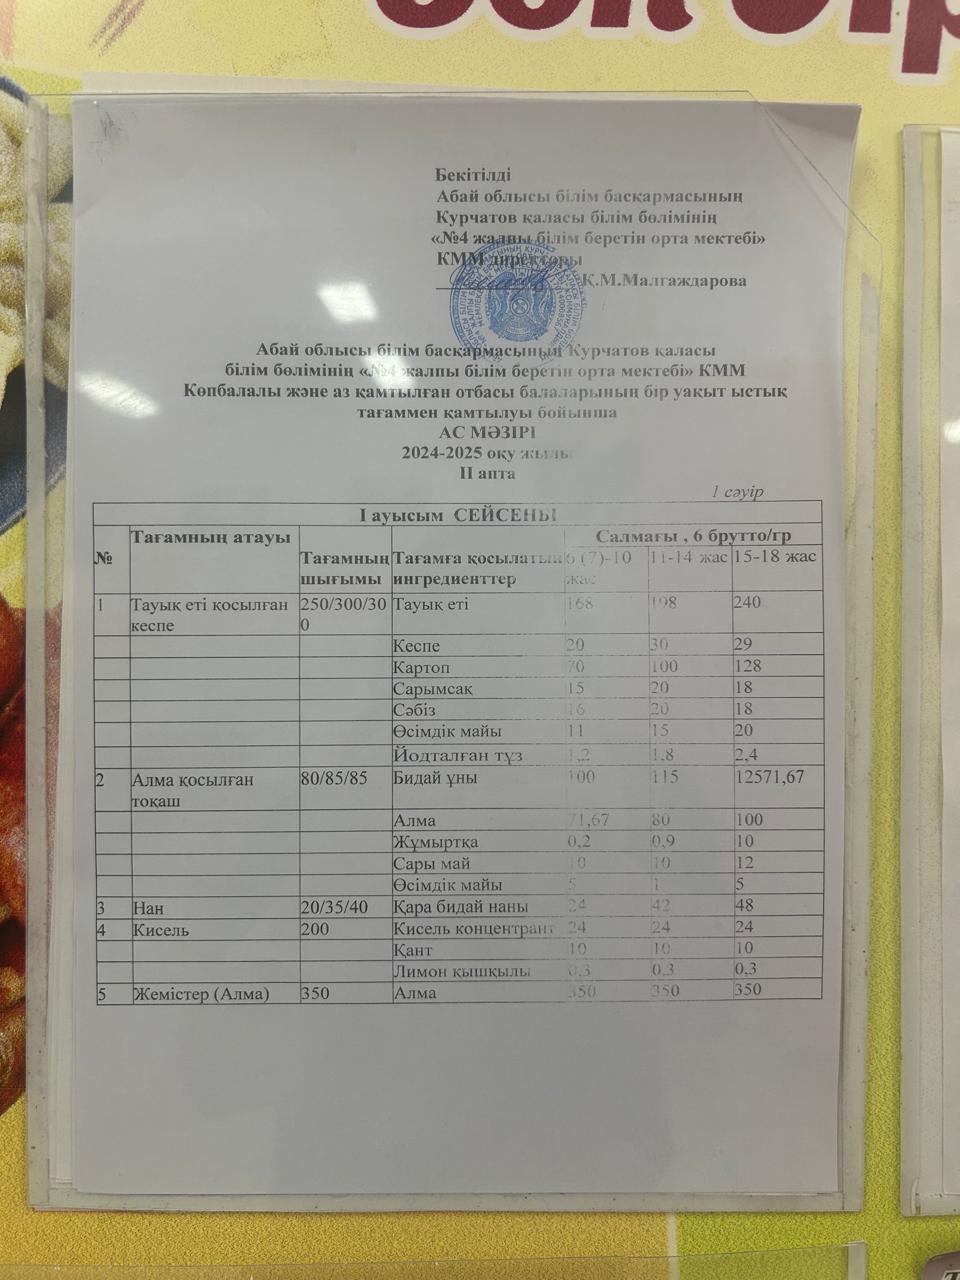 Бекітілді
Абай облысы білім басқармасының
Курчатов қаласы білім бөлімінің
«№4 жалпы білім беретін орта мектебі»
КММ директоры
Қ.М.Малгаждарова
Абай облысы білім басқармасының Курчатов қаласы
білім бөлімінің «№4 жалпы білім беретін орта мектебі» КММ
Көпбалалы және аз қамтылған отбасы балаларының бір уақыт ыстық
тағаммен қамтылуы бойынша
АС МӘЗІРІ
2024-2025 оқу жылы
ІІ апта
1 сәуір
І ауысым СЕЙСЕНБІ
№ Тағамның атауы Тағамның шығымы Тағамға қосылатын ингредиенттер Салмағы , 6 брутто/гр
6 (7)-10 жас 11-14 жас 15-18 жас
1 Тауық еті қосылған кеспе 250/300/300 Тауық еті 168 198 240
Кеспе 20 30 29
Картоп 70 100 128
Сарымсақ 15 20 18
Сәбіз 16 20 18
Өсімдік майы 11 15 20
Йодталған тұз 1,2 1,8 2,4
2 Алма қосылған тоқаш 80/85/85 Бидай ұны 100 115 12571,67
Алма 71,67 80 100
Жұмыртқа 0,2 0,9 10
Сары май 10 10 12
Өсімдік майы 5 1 5
3 Нан 20/35/40 Қара бидай наны 24 42 48
4 Кисель 200 Кисель концентрант 24 24 24
Қант 10 10 10
Лимон қышқылы 0,3 0,3 0,3
5 Жемістер (Алма) 350 Алма 350 350 350